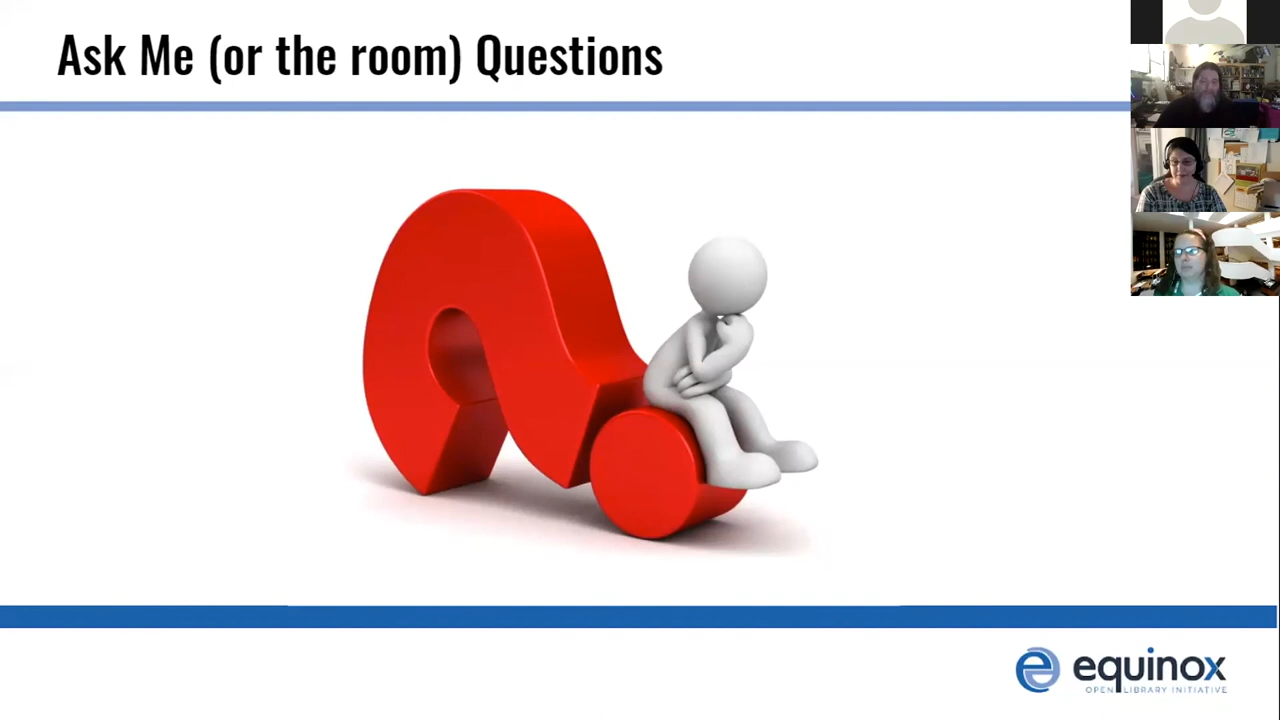 Ask Me (or the room) Questions
equinox
OPEN LIBRARY INITIATIVE